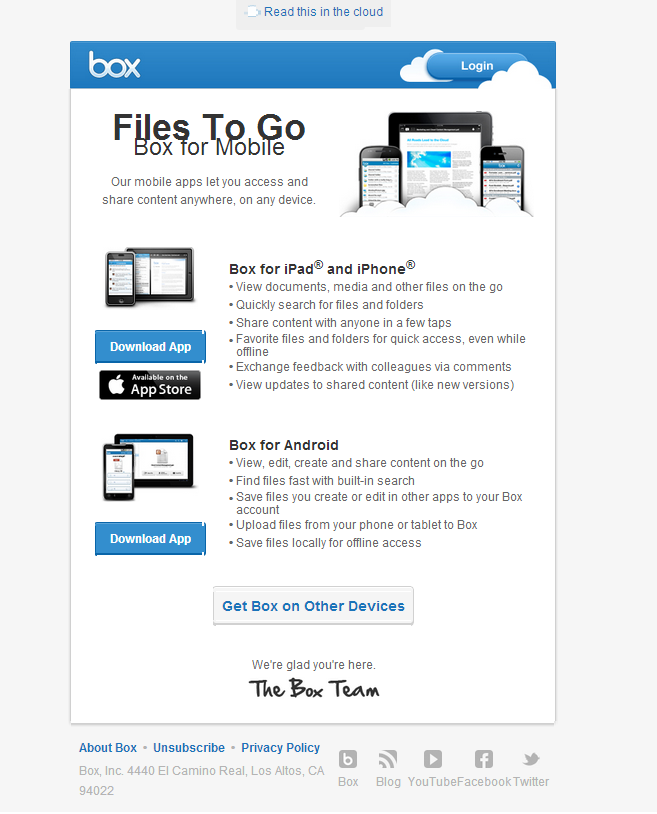 Read this in the cloud
box
Login
Files To Go
Box for Mobile
Our mobile apps let you access and
share content anywhere, on any device.
Box for iPad® and iPhone®
• View documents, media and other files on the go
• Quickly search for files and folders
• Share content with anyone in a few taps
• Favorite files and folders for quick access, even while
offline
• Exchange feedback with colleagues via comments
• View updates to shared content (like new versions)
Download App
Available on the
App Store
Box for Android
• View, edit, create and share content on the go
• Find files fast with built-in search
• Save files you create or edit in other apps to your Box
account
• Upload files from your phone or tablet to Box
• Save files locally for offline access
Download App
Get Box on Other Devices
We're glad you're here.
The Box Team
About Box • Unsubscribe • Privacy Policy
Box, Inc. 4440 El Camino Real, Los Altos, CA
94022
Box Blog YouTube Facebook Twitter